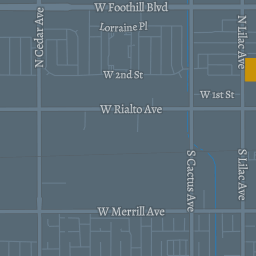 W Foothill Blvd
Lorraine Pl
N Cedar Ave
N Lilac Ave
W 2nd St
W 1st St
W Rialto Ave
S Cactus Ave
S Lilac Ave
W Merrill Ave